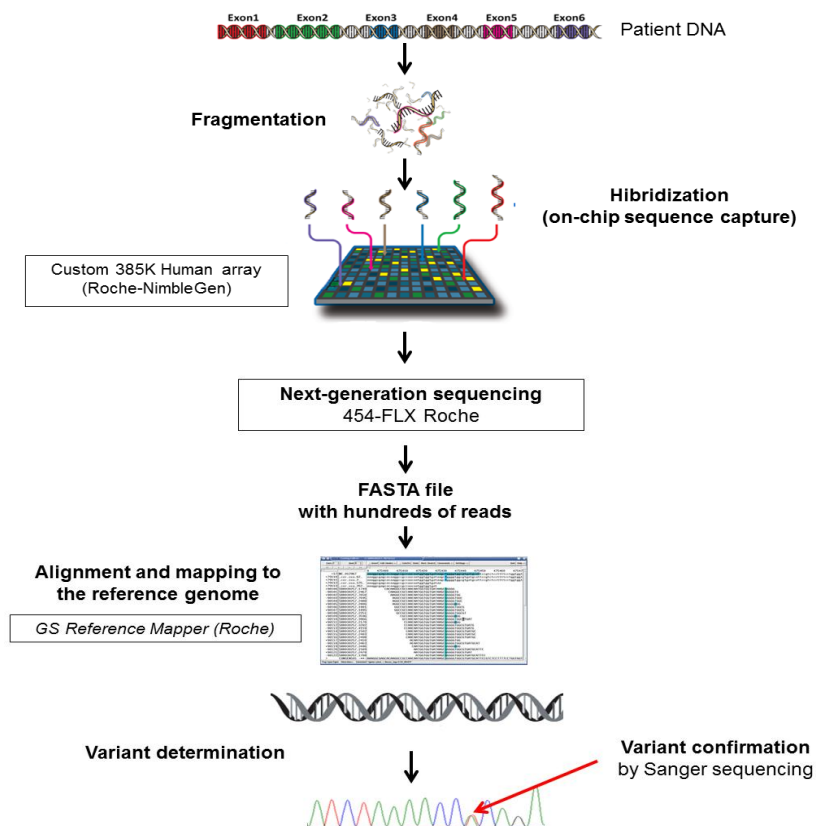 Exon1 Exon2 Exon3 Exon4 Exon5 Exon6
Patient DNA
Fragmentation
Hibridization
(on-chip sequence capture)
Custom 385K Human array
(Roche-NimbleGen)
Next-generation sequencing
454-FLX Roche
FASTA file
with hundreds of reads
Alignment and mapping to
the reference genome
GS Reference Mapper (Roche)
Variant determination
Variant confirmation
by Sanger sequencing